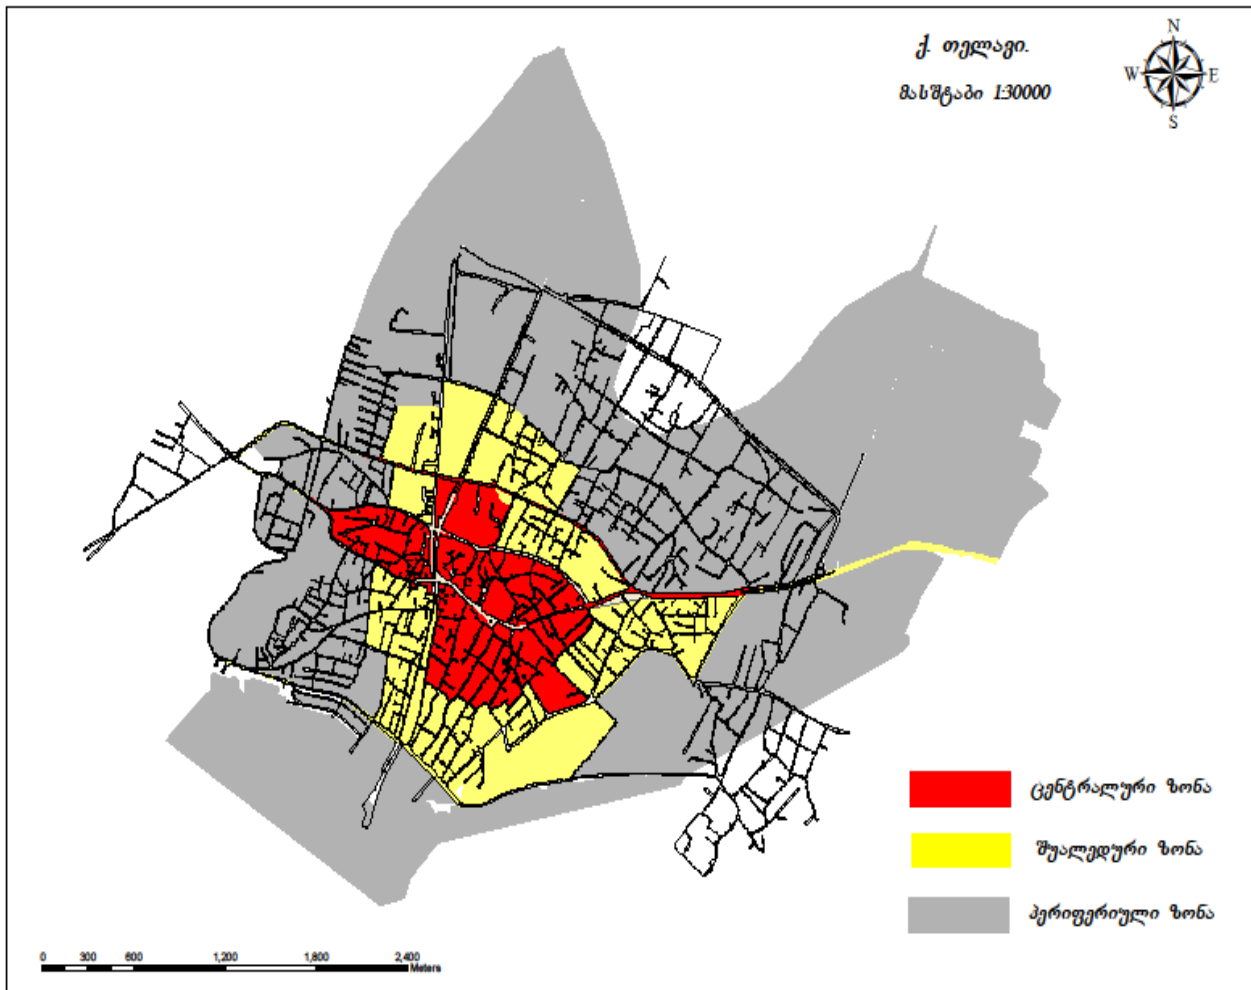 ქ. თელავი.
მასშტაბი 1:30000
N
W E
S
ცენტრალური ზონა
შუალედური ზონა
პერიფერიული ზონა
0 300 600 1,200 1,800 2,400
Meters